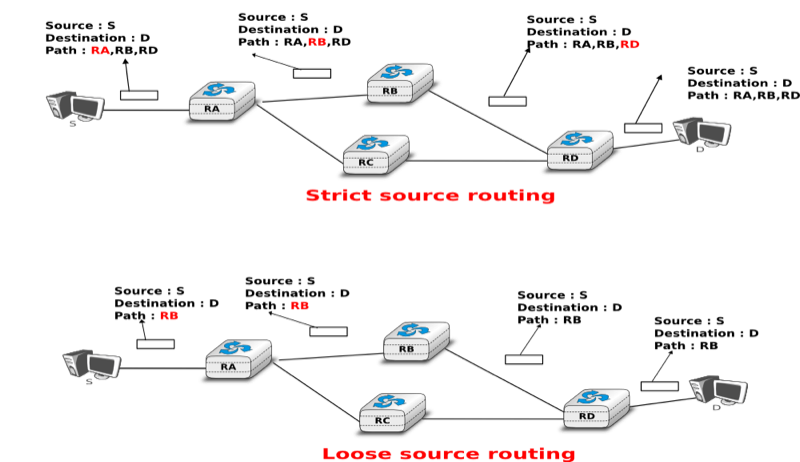 Source : S
Destination : D
Path : RA,RB,RD
Source : S
Destination : D
Path : RA,RB,RD
Source : S
Destination : D
Path : RA,RB,RD
Source : S
Destination : D
Path : RA,RB,RD
S
RA
RB
RC
RD
D
Strict source routing
Source : S
Destination : D
Path : RB
Source : S
Destination : D
Path : RB
Source : S
Destination : D
Path : RB
Source : S
Destination : D
Path : RB
S
RA
RB
RC
RD
D
Loose source routing